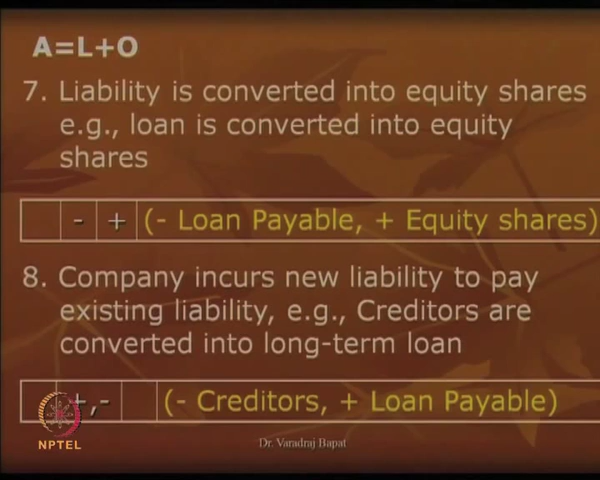 A=L+O
7. Liability is converted into equity shares
e.g., loan is converted into equity
shares
- + (- Loan Payable, + Equity shares)
8. Company incurs new liability to pay
existing liability, e.g., Creditors are
converted into long-term loan
+,- (- Creditors, + Loan Payable)
NPTEL
Dr. Varadraj Bapat